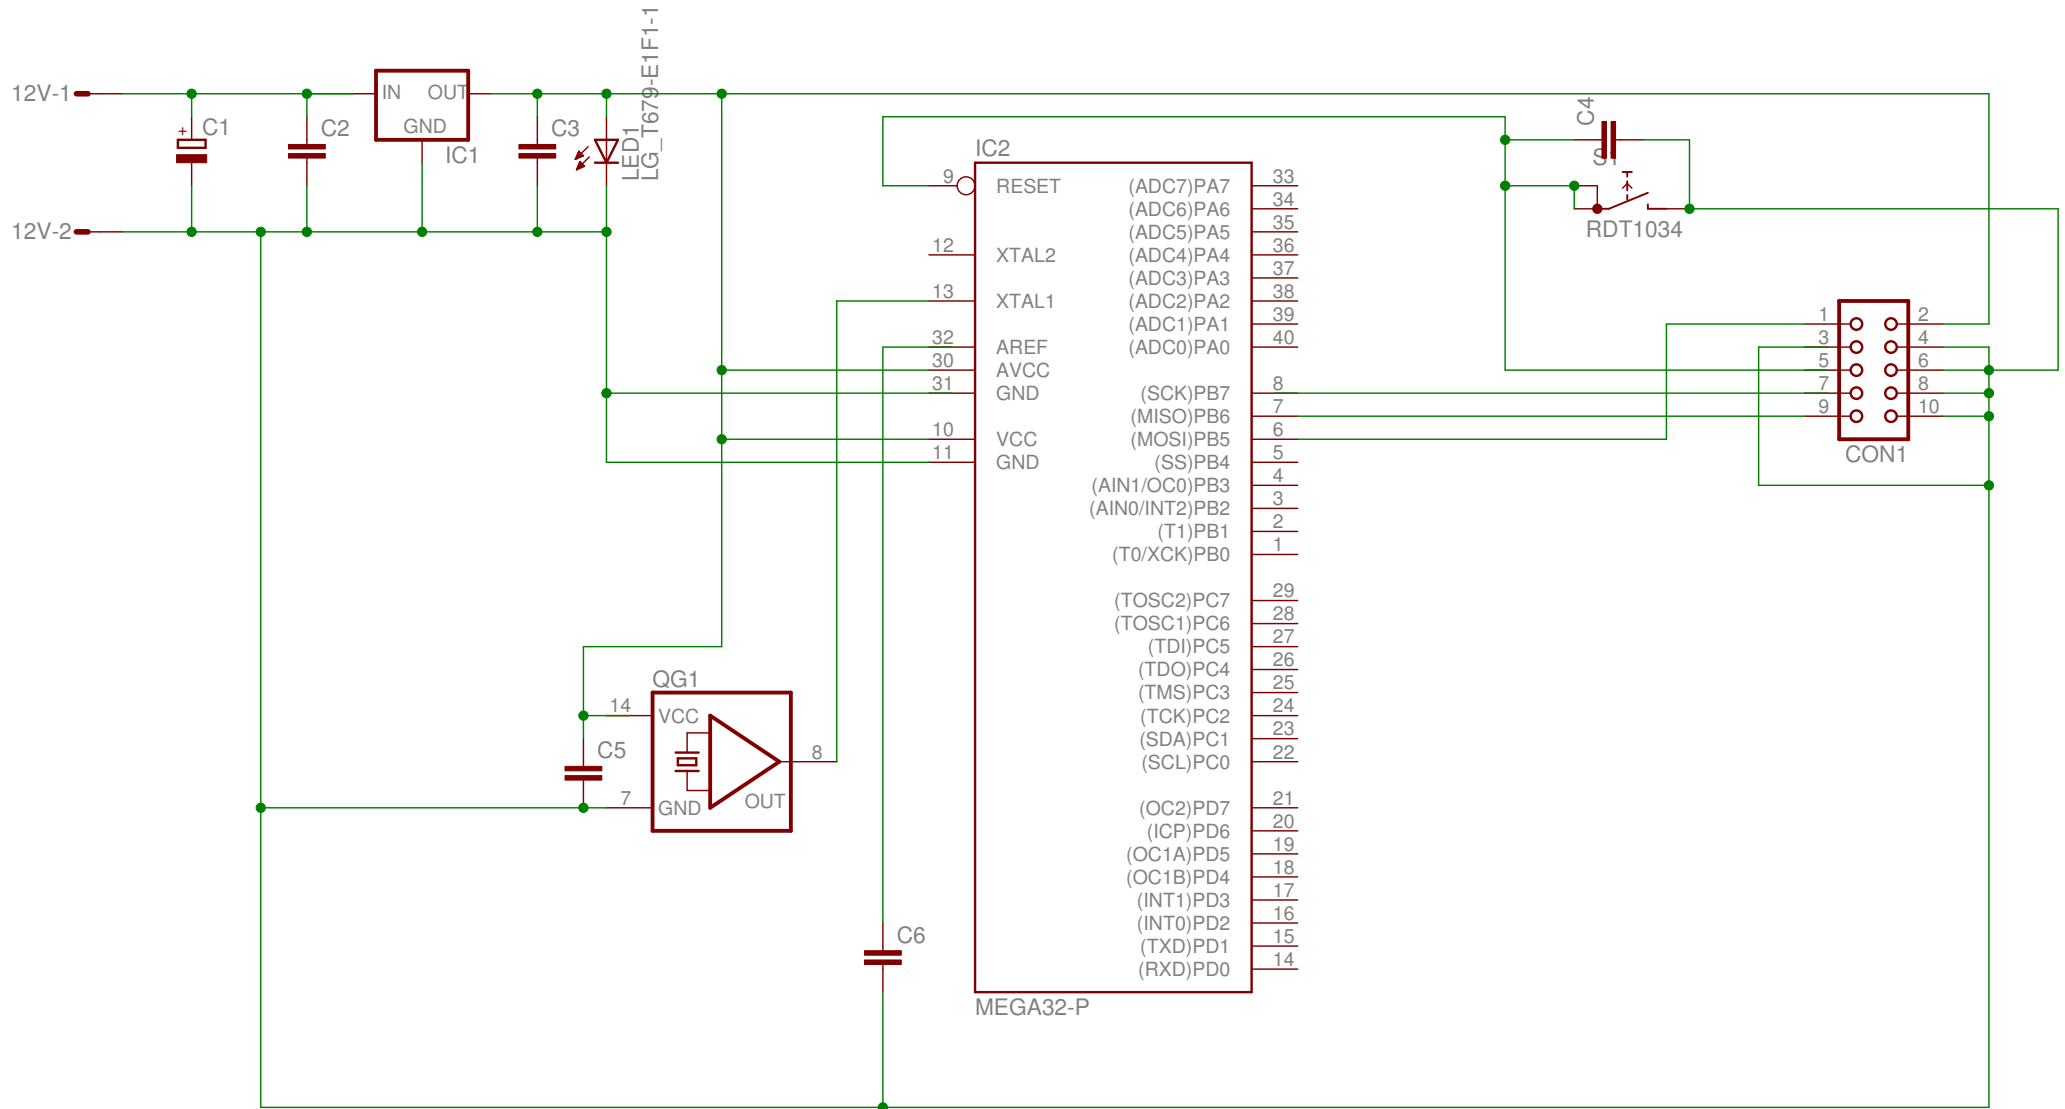 12V-1
12V-2
+
C1
C2
IN
OUT
GND
IC1
C3
LED1
LG_T679-E1F1-1
C4
S1
RDT1034
IC2
9
RESET
12
XTAL2
13
XTAL1
32
AREF
30
AVCC
31
GND
10
VCC
11
GND
(ADC7)PA7
33
(ADC6)PA6
34
(ADC5)PA5
35
(ADC4)PA4
36
(ADC3)PA3
37
(ADC2)PA2
38
(ADC1)PA1
39
(ADC0)PA0
40
(SCK)PB7
8
(MISO)PB6
7
(MOSI)PB5
6
(SS)PB4
5
(AIN1/OC0)PB3
4
(AIN0/INT2)PB2
3
(T1)PB1
2
(T0/XCK)PB0
1
(TOSC2)PC7
29
(TOSC1)PC6
28
(TDI)PC5
27
(TDO)PC4
26
(TMS)PC3
25
(TCK)PC2
24
(SDA)PC1
23
(SCL)PC0
22
(OC2)PD7
21
(ICP)PD6
20
(OC1A)PD5
19
(OC1B)PD4
18
(INT1)PD3
17
(INT0)PD2
16
(TXD)PD1
15
(RXD)PD0
14
MEGA32-P
1
2
3
4
5
6
7
8
9
10
CON1
QG1
14
VCC
C5
8
7
GND
OUT
C6